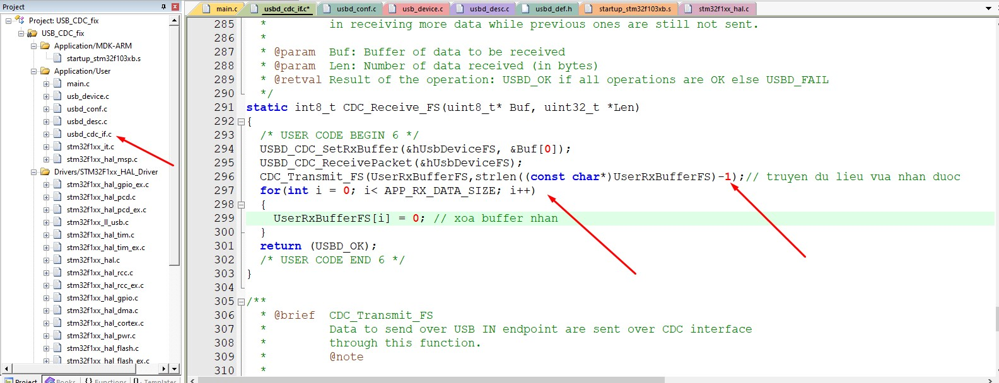 Project
Project: USB_CDC_fix
USB_CDC_fix
Application/MDK-ARM
startup_stm32f103xb.s
Application/User
main.c
usb_device.c
usbd_conf.c
usbd_desc.c
usbd_cdc_if.c
stm32f1xx_it.c
stm32f1xx_hal_msp.c
Drivers/STM32F1xx_HAL_Driver
stm32f1xx_hal_gpio_ex.c
stm32f1xx_hal_pcd.c
stm32f1xx_hal_pcd_ex.c
stm32f1xx_ll_usb.c
stm32f1xx_hal_tim.c
stm32f1xx_hal_tim_ex.c
stm32f1xx_hal.c
stm32f1xx_hal_rcc.c
stm32f1xx_hal_rcc_ex.c
stm32f1xx_hal_gpio.c
stm32f1xx_hal_dma.c
stm32f1xx_hal_cortex.c
stm32f1xx_hal_pwr.c
stm32f1xx_hal_flash.c
stm32f1xx_hal_flash_ex.c
Project Books {} Functions Templates
main.c usbd_cdc_if.c* usbd_conf.c usb_device.c usbd_desc.c usbd_def.h startup_stm32f103xb.s stm32f1xx_hal.c
285 * in receiving more data while previous ones are still not sent.
286 *
287 * @param Buf: Buffer of data to be received
288 * @param Len: Number of data received (in bytes)
289 * @retval Result of the operation: USBD_OK if all operations are OK else USBD_FAIL
290 */
291 static int8_t CDC_Receive_FS(uint8_t* Buf, uint32_t *Len)
292 {
293 /* USER CODE BEGIN 6 */
294 USBD_CDC_SetRxBuffer(&hUsbDeviceFS, &Buf[0]);
295 USBD_CDC_ReceivePacket(&hUsbDeviceFS);
296 CDC_Transmit_FS(UserRxBufferFS,strlen((const char*)UserRxBufferFS)-1);// truyen du lieu vua nhan duoc
297 for(int i = 0; i< APP_RX_DATA_SIZE; i++)
298 {
299 UserRxBufferFS[i] = 0; // xoa buffer nhan
300 }
301 return (USBD_OK);
302 /* USER CODE END 6 */
303 }
304
305 /**
306 * @brief CDC_Transmit_FS
307 * Data to send over USB IN endpoint are sent over CDC interface
308 * through this function.
309 * @note
310 *